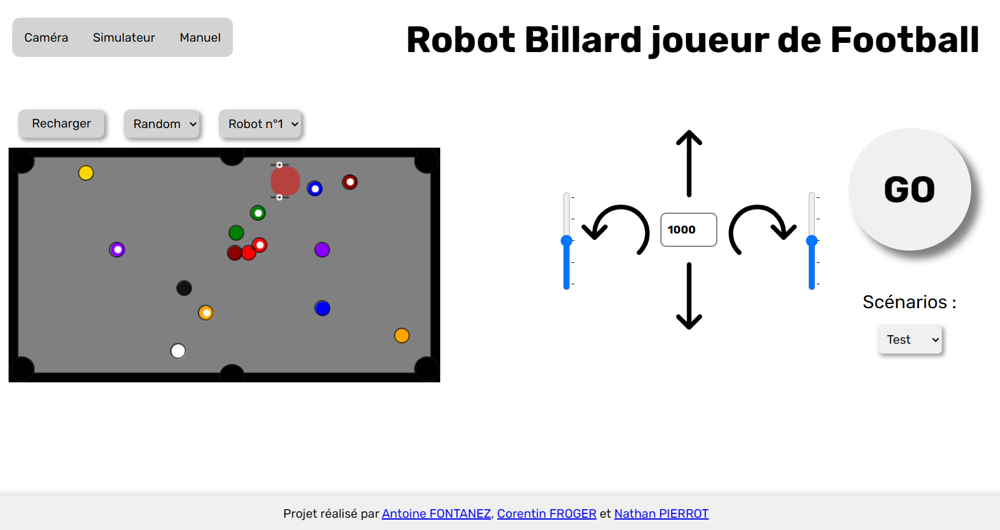 Caméra Simulateur Manuel
Robot Billard joueur de Football
Recharger Random Robot n°1
GO
1000
Scénarios :
Test
Projet réalisé par Antoine FONTANEZ, Corentin FROGER et Nathan PIERROT